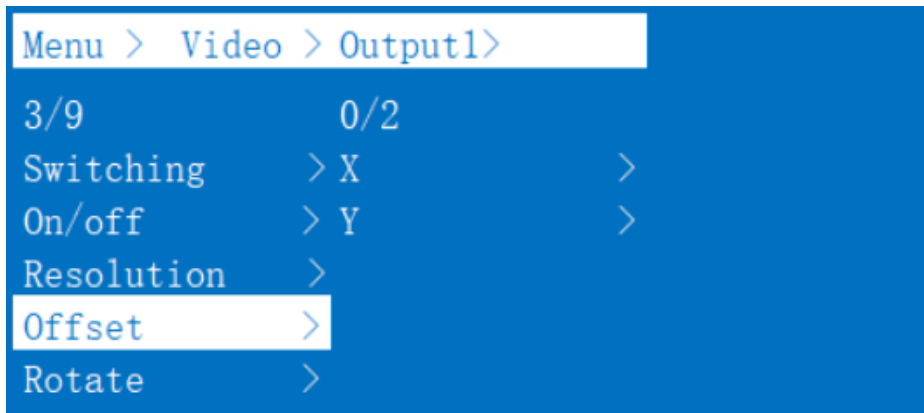 Menu > Video > Output1>
3/9 0/2
Switching > X >
On/off > Y >
Resolution >
Offset >
Rotate >